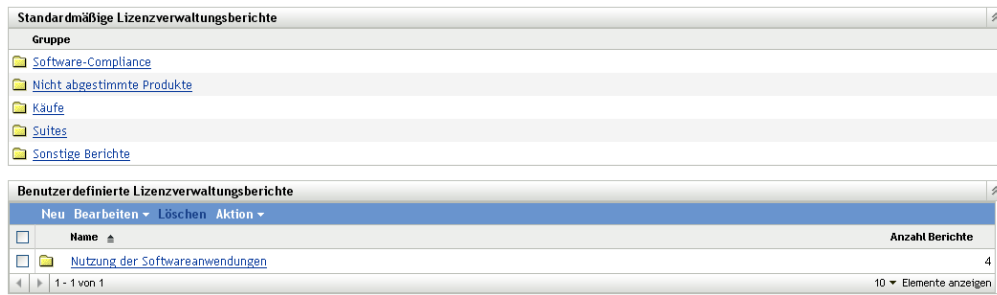 Standardmäßige Lizenzverwaltungsberichte
Gruppe
Software-Compliance
Nicht abgestimmte Produkte
Käufe
Suites
Sonstige Berichte
Benutzerdefinierte Lizenzverwaltungsberichte
Neu Bearbeiten Löschen Aktion
Name Anzahl Berichte
Nutzung der Softwareanwendungen 4
1 - 1 von 1 10 Elemente anzeigen